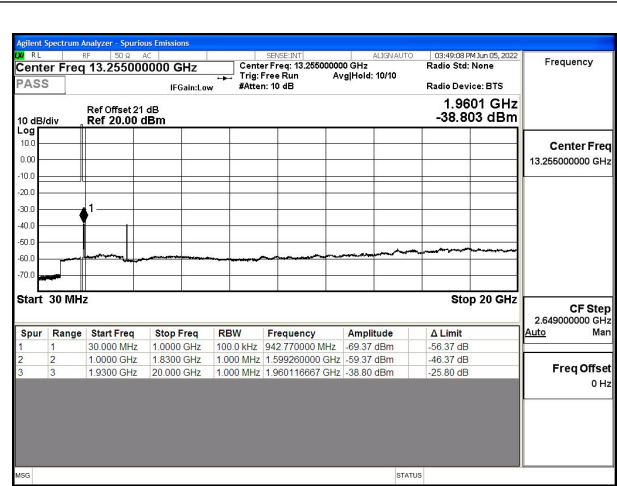 Agilent Spectrum Analyzer - Spurious Emissions
RL RF 50 Ω AC SENSE:INT ALIGN AUTO 03:49:08 PM Jun 05, 2022
Center Freq 13.255000000 GHz Center Freq: 13.255000000 GHz Radio Std: None
Trig: Free Run Avg|Hold: 10/10
PASS IFGain:Low #Atten: 10 dB Radio Device: BTS
Frequency
Ref Offset 21 dB 1.9601 GHz
10 dB/div Ref 20.00 dBm -38.803 dBm
Log
10.0
0.00
-10.0
-20.0
-30.0
-40.0
-50.0
-60.0
-70.0
1
Start 30 MHz Stop 20 GHz
Center Freq
13.255000000 GHz
CF Step
2.649000000 GHz
Auto Man
Freq Offset
0 Hz
Spur Range Start Freq Stop Freq RBW Frequency Amplitude Δ Limit
1 1 30.000 MHz 1.0000 GHz 100.0 kHz 942.770000 MHz -69.37 dBm -56.37 dB
2 2 1.0000 GHz 1.8300 GHz 1.000 MHz 1.599260000 GHz -59.37 dBm -46.37 dB
3 3 1.9300 GHz 20.000 GHz 1.000 MHz 1.960116667 GHz -38.80 dBm -25.80 dB
MSG STATUS